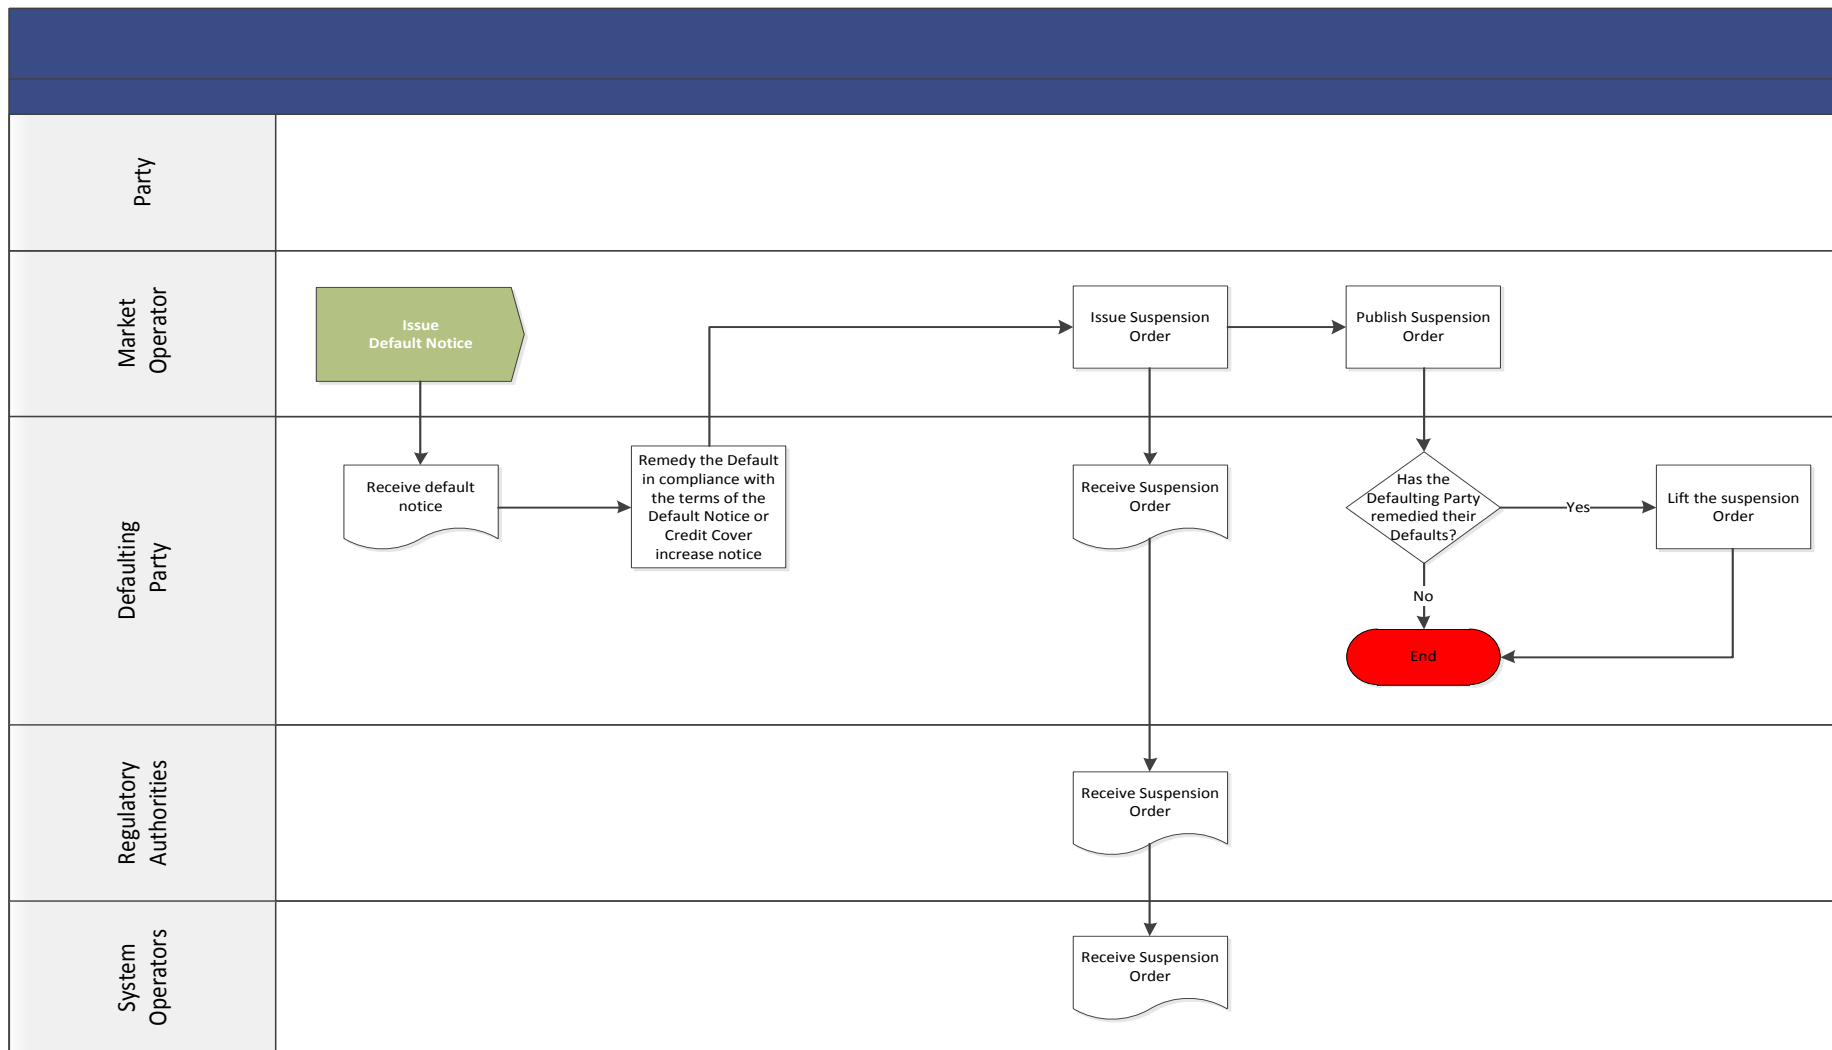 Party
Market
Operator
Issue
Default Notice
Issue Suspension
Order
Publish Suspension
Order
Defaulting
Party
Receive default
notice
Remedy the Default
in compliance with
the terms of the
Default Notice or
Credit Cover
increase notice
Receive Suspension
Order
Has the
Defaulting Party
remedied their
Defaults?
Yes
Lift the suspension
Order
No
End
Regulatory
Authorities
Receive Suspension
Order
System
Operators
Receive Suspension
Order